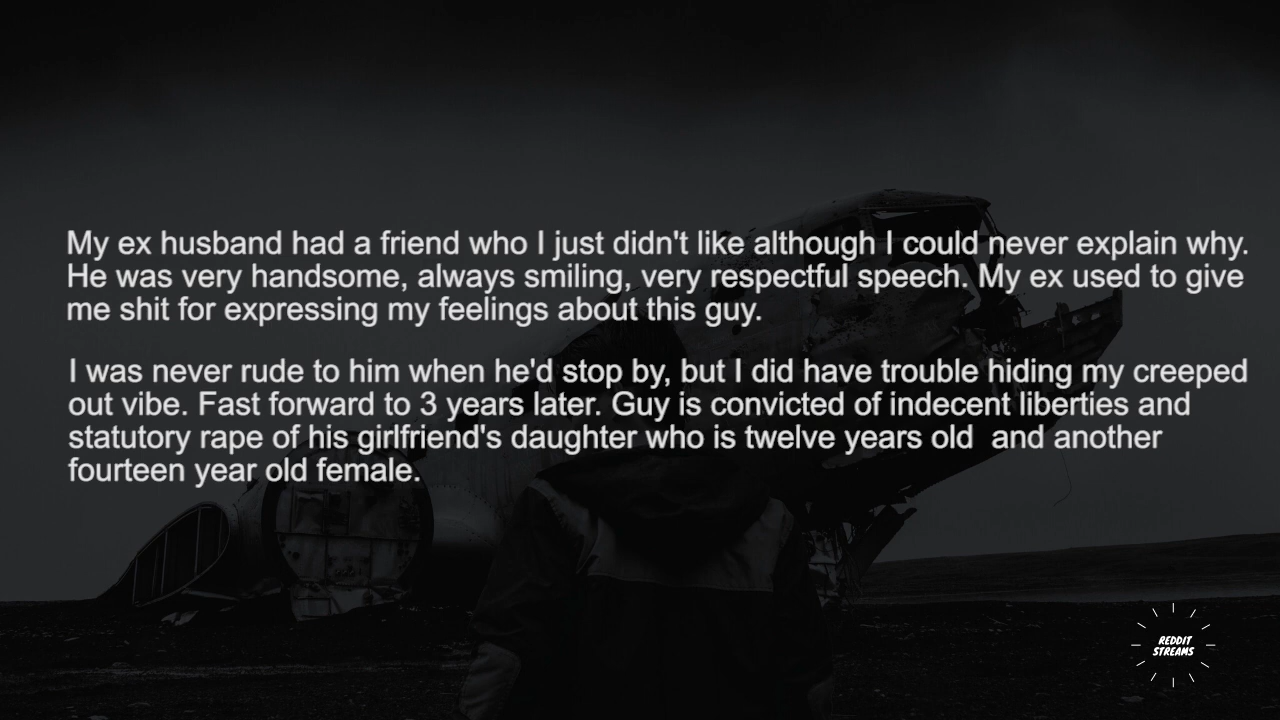 My ex husband had a friend who I just didn't like although I could never explain why.
He was very handsome, always smiling, very respectful speech. My ex used to give
me shit for expressing my feelings about this guy.
I was never rude to him when he'd stop by, but I did have trouble hiding my creeped
out vibe. Fast forward to 3 years later. Guy is convicted of indecent liberties and
statutory rape of his girlfriend's daughter who is twelve years old  and another
fourteen year old female.
REDDIT
STREAMS